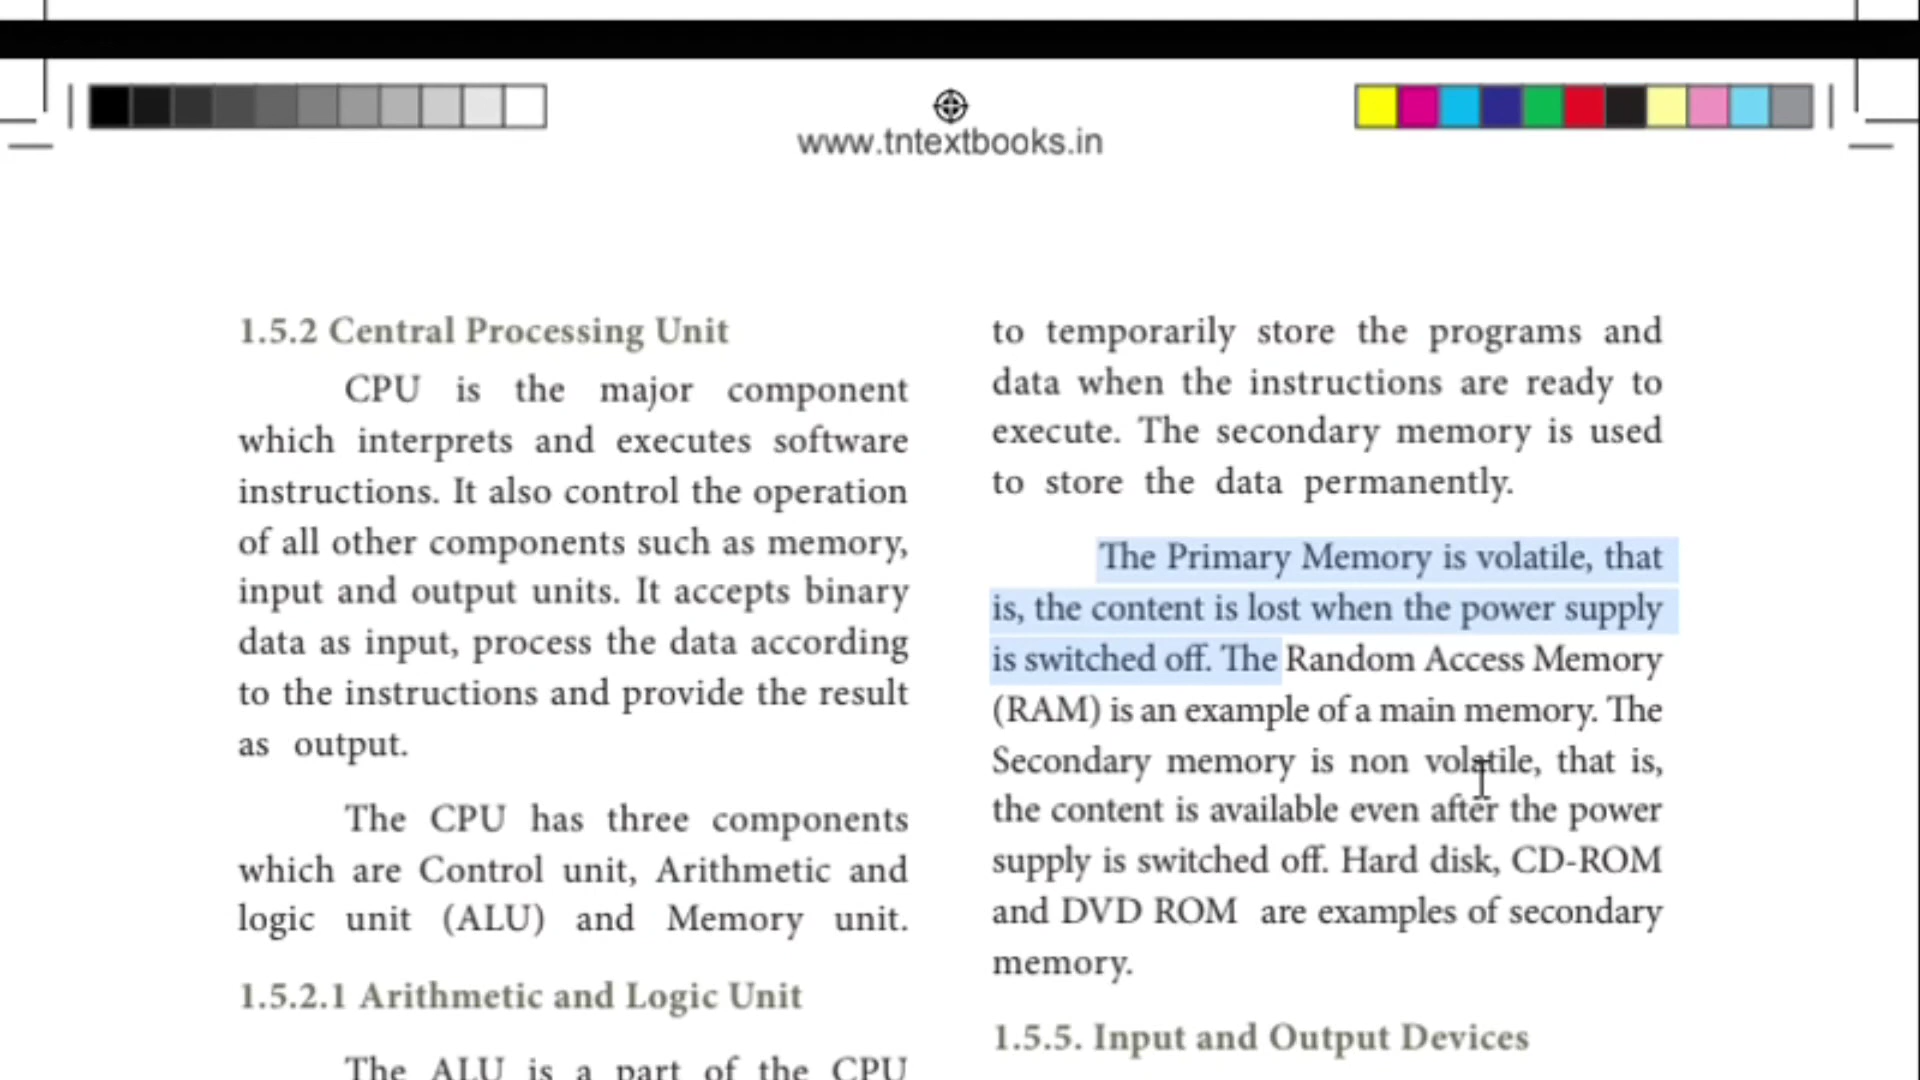 www.tntextbooks.in
1.5.2 Central Processing Unit
CPU is the major component
which interprets and executes software
instructions. It also control the operation
of all other components such as memory,
input and output units. It accepts binary
data as input, process the data according
to the instructions and provide the result
as output.
The CPU has three components
which are Control unit, Arithmetic and
logic unit (ALU) and Memory unit.
1.5.2.1 Arithmetic and Logic Unit
The ALU is a part of the CPU
to temporarily store the programs and
data when the instructions are ready to
execute. The secondary memory is used
to store the data permanently.
The Primary Memory is volatile, that
is, the content is lost when the power supply
is switched off. The Random Access Memory
(RAM) is an example of a main memory. The
Secondary memory is non volatile, that is,
the content is available even after the power
supply is switched off. Hard disk, CD-ROM
and DVD ROM are examples of secondary
memory.
1.5.5. Input and Output Devices